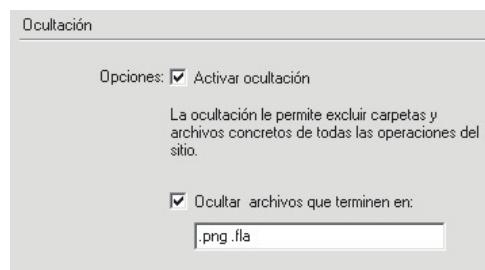 Ocultación
Opciones: Activar ocultación
La ocultación le permite excluir carpetas y
archivos concretos de todas las operaciones del
sitio.
Ocultar archivos que terminen en:
.png .fla